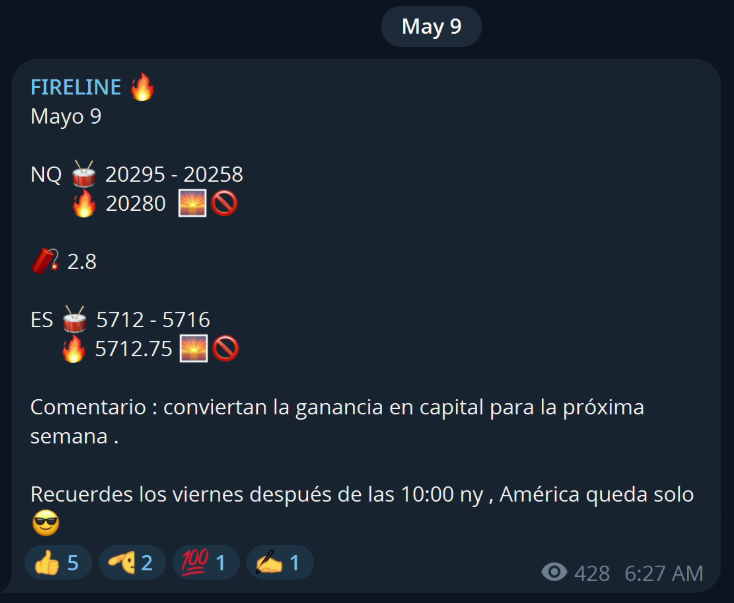 May 9
FIRELINE 🔥
Mayo 9
NQ 🥁 20295 - 20258
🔥 20280 🌅🚫
🧨 2.8
ES 🥁 5712 - 5716
🔥 5712.75 🌅🚫
Comentario : conviertan la ganancia en capital para la próxima
semana .
Recuerdes los viernes después de las 10:00 ny , América queda solo
😎
👍 5 🫰 2 💯 1 ✍️ 1 428 6:27 AM